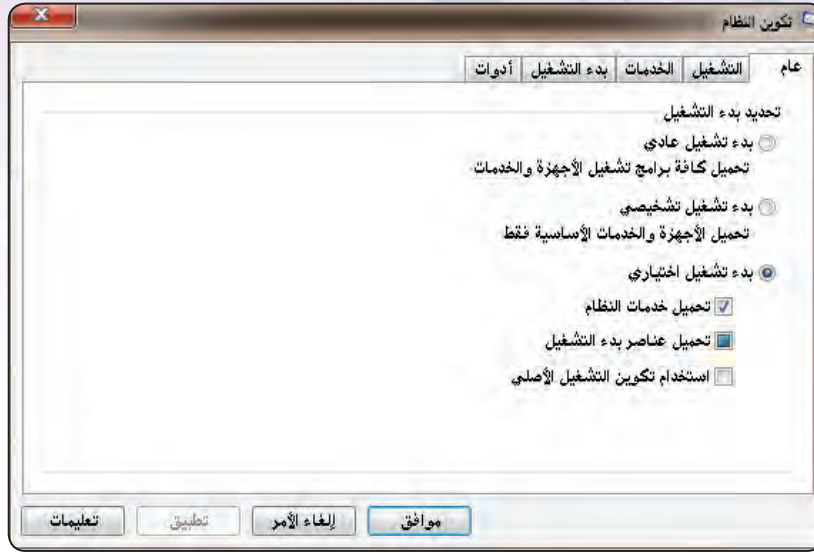 تكوين النظام
عام التشغيل الخدمات بدء التشغيل أدوات
تحديد بدء التشغيل
بدء تشغيل عادي
تحميل كافة برامج تشغيل الأجهزة والخدمات
بدء تشغيل تشخيصي
تحميل الأجهزة والخدمات الأساسية فقط
بدء تشغيل اختياري
تحميل خدمات النظام
تحميل عناصر بدء التشغيل
استخدام تكوين التشغيل الأصلي
موافق إلغاء الأمر تطبيق تعليمات